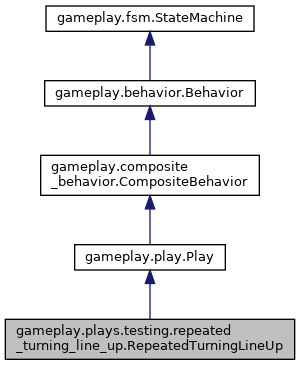 gameplay.fsm.StateMachine
gameplay.behavior.Behavior
gameplay.composite
_behavior.CompositeBehavior
gameplay.play.Play
gameplay.plays.testing.repeated
_turning_line_up.RepeatedTurningLineUp